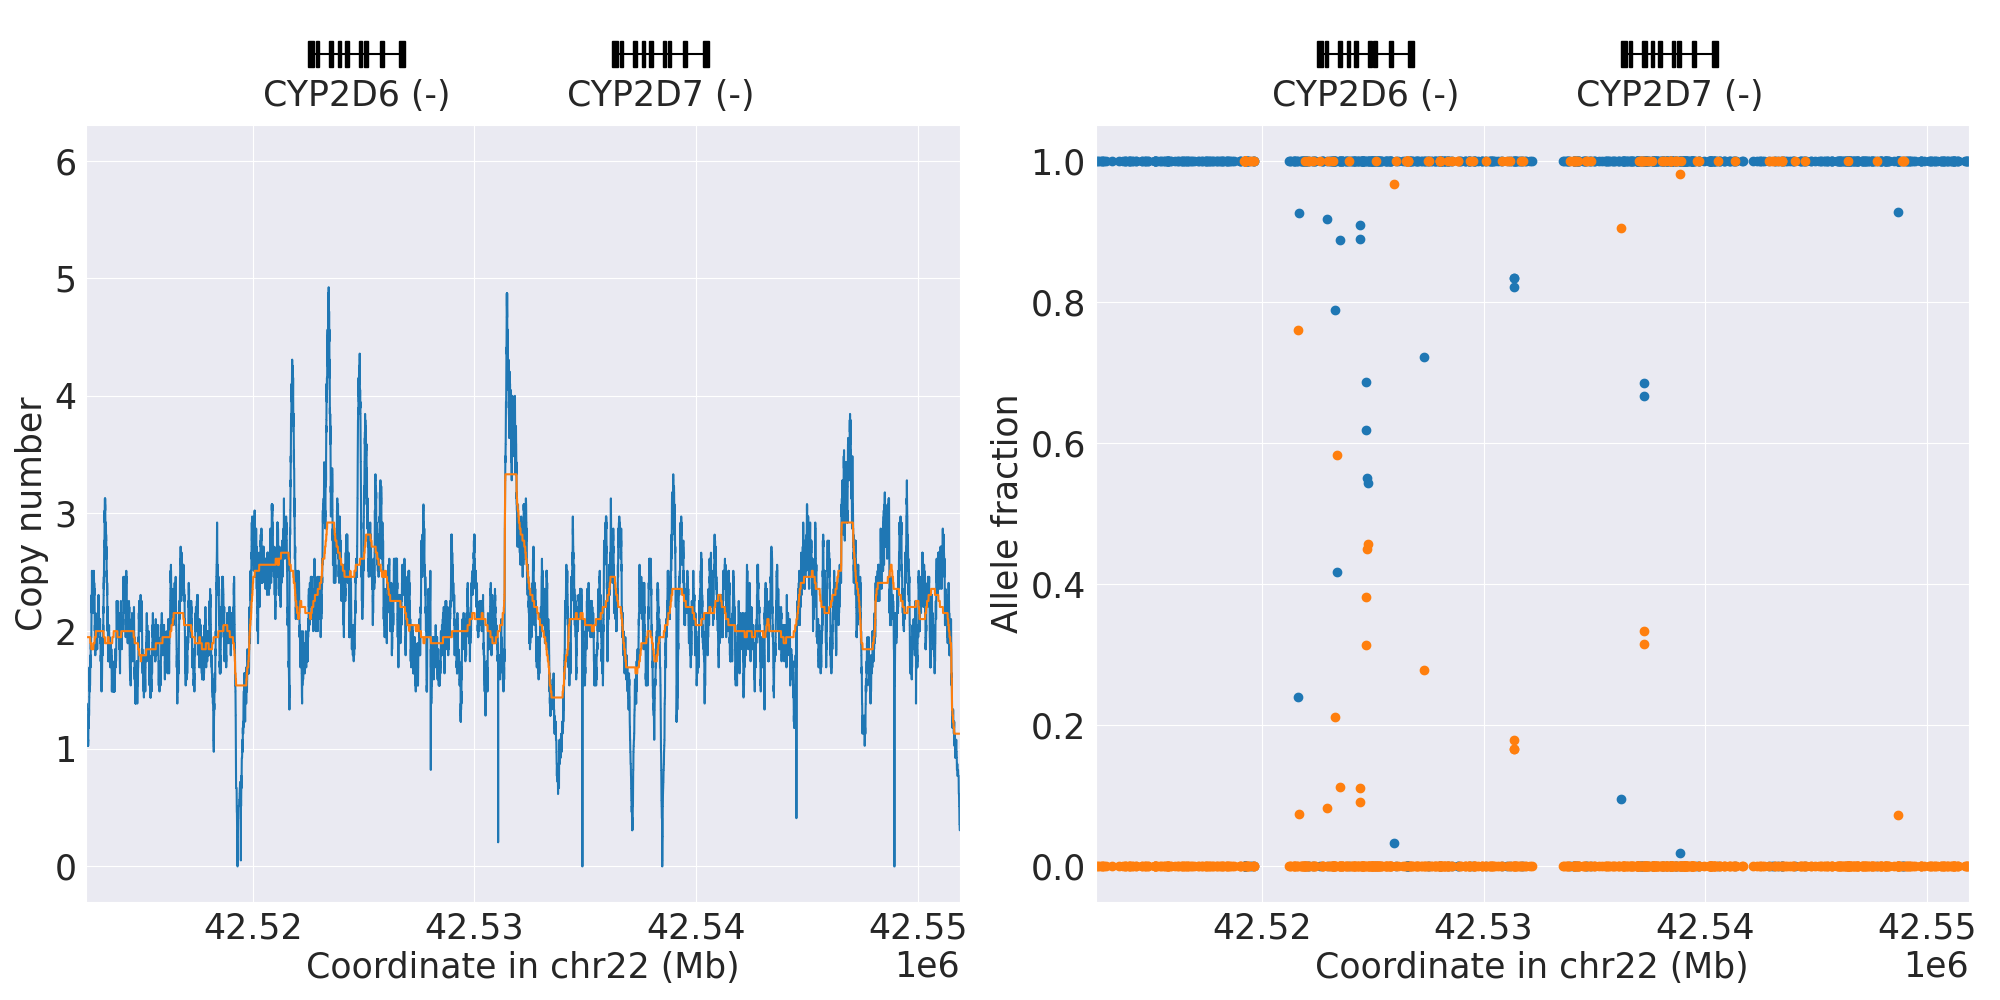 CYP2D6 (-)
CYP2D7 (-)
6
5
4
3
2
1
0
Copy number
42.52
42.53
42.54
42.55
Coordinate in chr22 (Mb)
1e6
CYP2D6 (-)
CYP2D7 (-)
1.0
0.8
0.6
0.4
0.2
0.0
Allele fraction
42.52
42.53
42.54
42.55
Coordinate in chr22 (Mb)
1e6